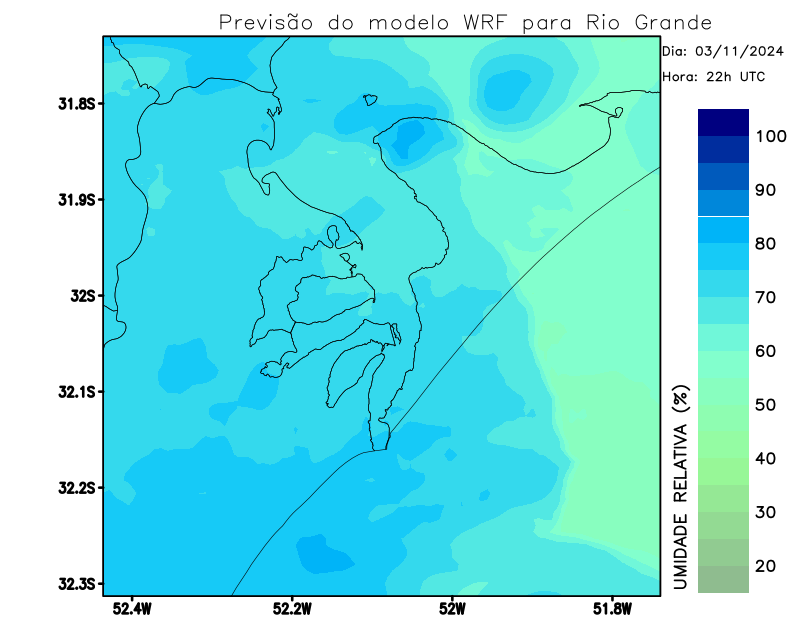 Previsão do modelo WRF para Rio Grande
Dia: 03/11/2024
Hora: 22h UTC
31.8S
31.9S
32S
32.1S
32.2S
32.3S
52.4W
52.2W
52W
51.8W
100
90
80
70
60
50
40
30
20
UMIDADE RELATIVA (%)